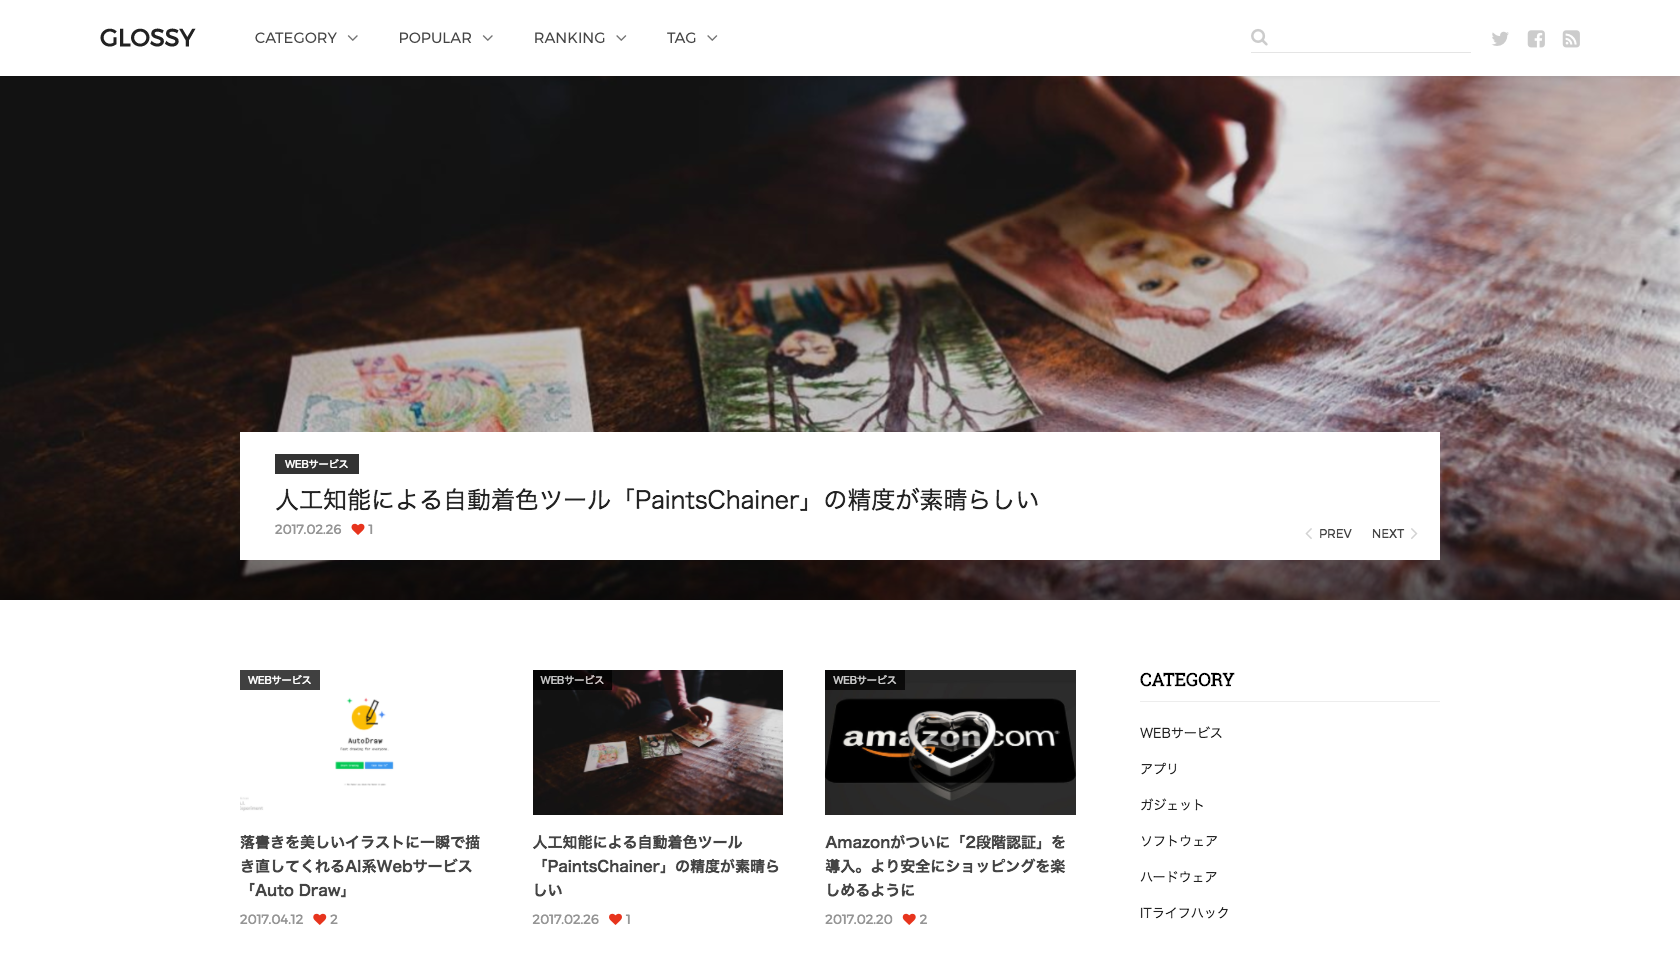 GLOSSY
CATEGORY
POPULAR
RANKING
TAG
WEBサービス
人工知能による自動着色ツール「PaintsChainer」の精度が素晴らしい
2017.02.26 1
PREV
NEXT
WEBサービス
AutoDraw
落書きを美しいイラストに一瞬で描
き直してくれるAI系Webサービス
「Auto Draw」
2017.04.12 2
WEBサービス
人工知能による自動着色ツール
「PaintsChainer」の精度が素晴ら
しい
2017.02.26 1
WEBサービス
amazon.com
Amazonがついに「2段階認証」を
導入。より安全にショッピングを楽
しめるように
2017.02.20 2
CATEGORY
WEBサービス
アプリ
ガジェット
ソフトウェア
ハードウェア
ITライフハック